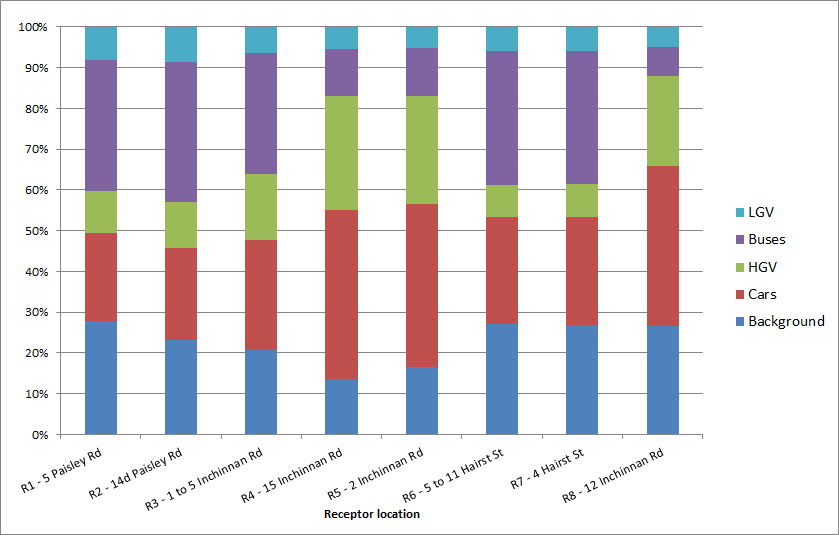 100%
90%
80%
70%
60%
50%
40%
30%
20%
10%
0%
LGV
Buses
HGV
Cars
Background
R1 - 5 Paisley Rd
R2 - 14d Paisley Rd
R3 - 1 to 5 Inchinnan Rd
R4 - 15 Inchinnan Rd
R5 - 2 Inchinnan Rd
R6 - 5 to 11 Hairst St
R7 - 4 Hairst St
R8 - 12 Inchinnan Rd
Receptor location